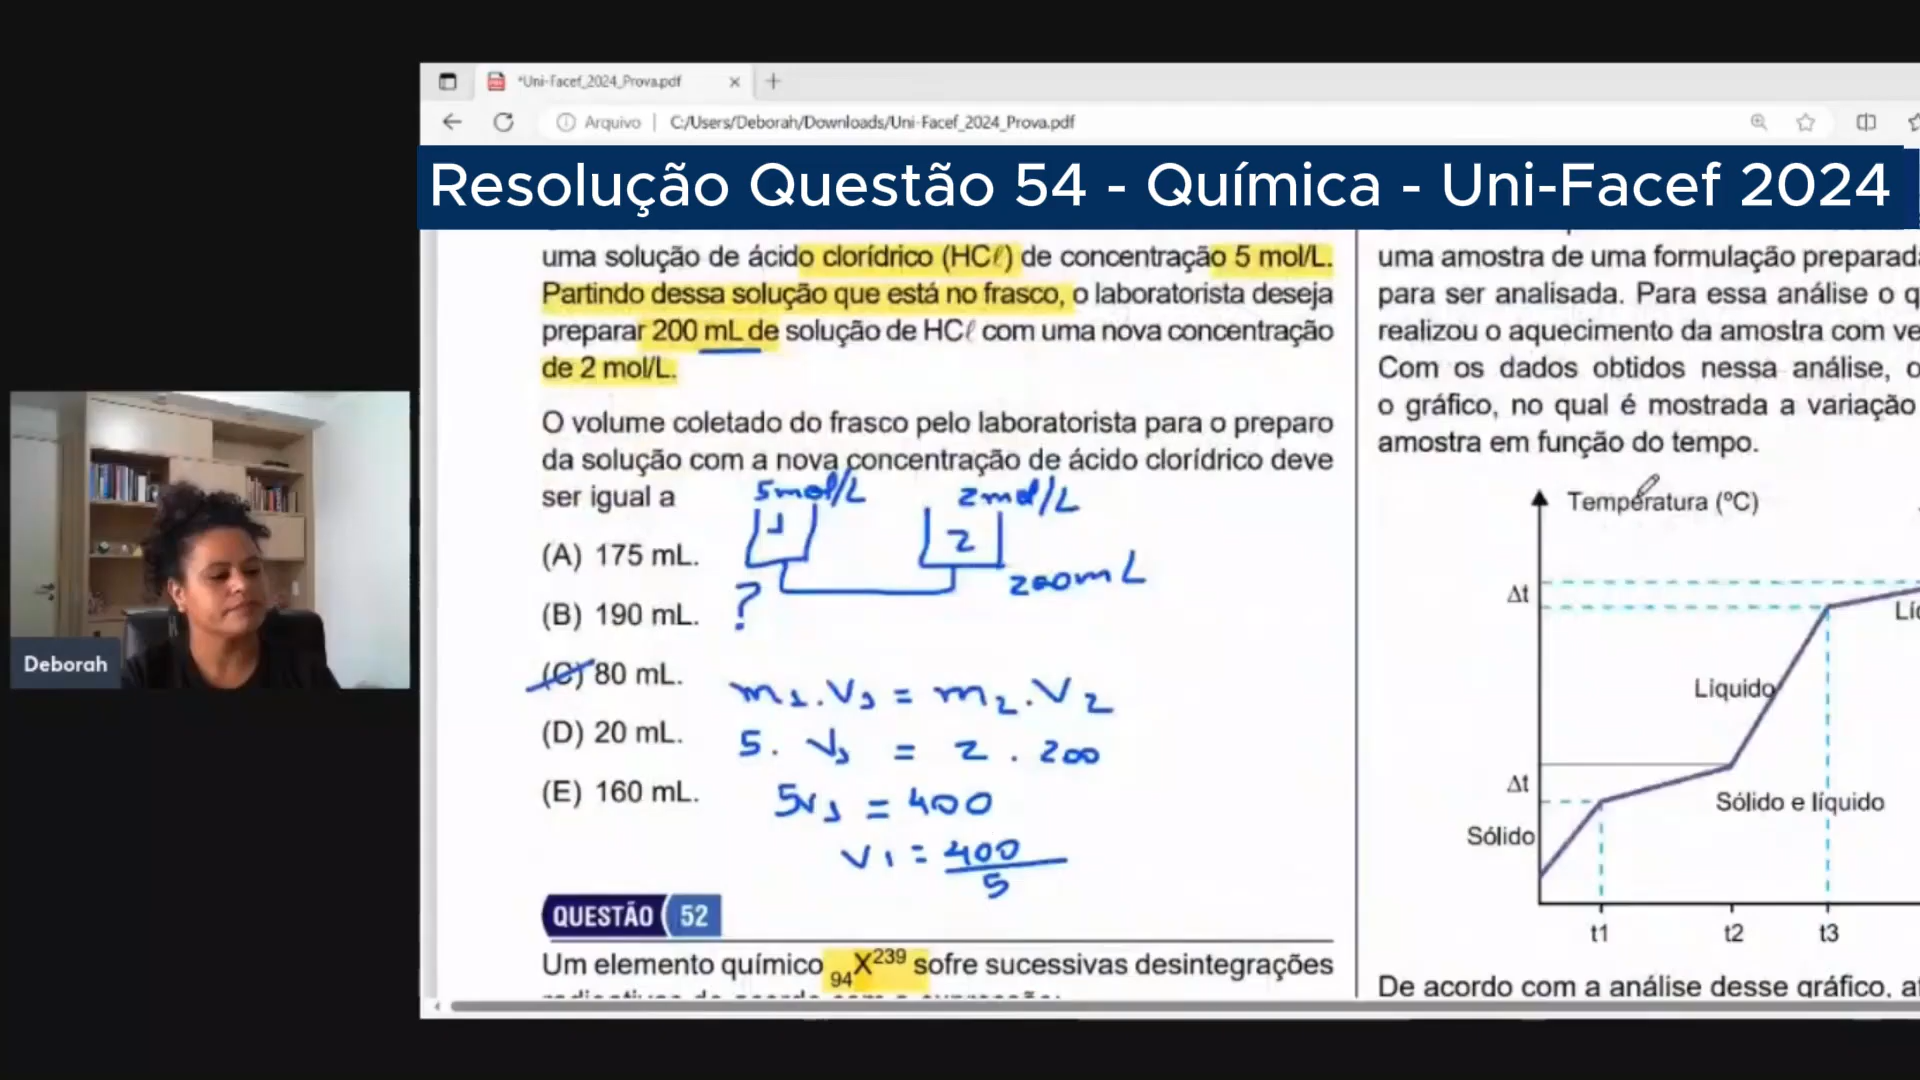 *Uni-Facef_2024_Prova.pdf
Arquivo | C:/Users/Deborah/Downloads/Uni-Facef_2024_Prova.pdf
Resolução Questão 54 - Química - Uni-Facef 2024
uma solução de ácido clorídrico (HCℓ) de concentração 5 mol/L.
Partindo dessa solução que está no frasco, o laboratorista deseja
preparar 200 mL de solução de HCℓ com uma nova concentração
de 2 mol/L.
O volume coletado do frasco pelo laboratorista para o preparo
da solução com a nova concentração de ácido clorídrico deve
ser igual a
5mol/L
2mol/L
1
2
?
200mL
(A) 175 mL.
(B) 190 mL.
(C) 80 mL.
(D) 20 mL.
(E) 160 mL.
m1.V1 = m2.V2
5. V1 = 2 . 200
5V1 = 400
V1 = 400
5
QUESTÃO 52
Um elemento químico 94X239 sofre sucessivas desintegrações
uma amostra de uma formulação preparad
para ser analisada. Para essa análise o q
realizou o aquecimento da amostra com ve
Com os dados obtidos nessa análise, o
o gráfico, no qual é mostrada a variação
amostra em função do tempo.
Temperatura (ºC)
Δt
Líq
Líquido
Δt
Sólido e líquido
Sólido
t1 t2 t3
De acordo com a análise desse gráfico, af
Deborah